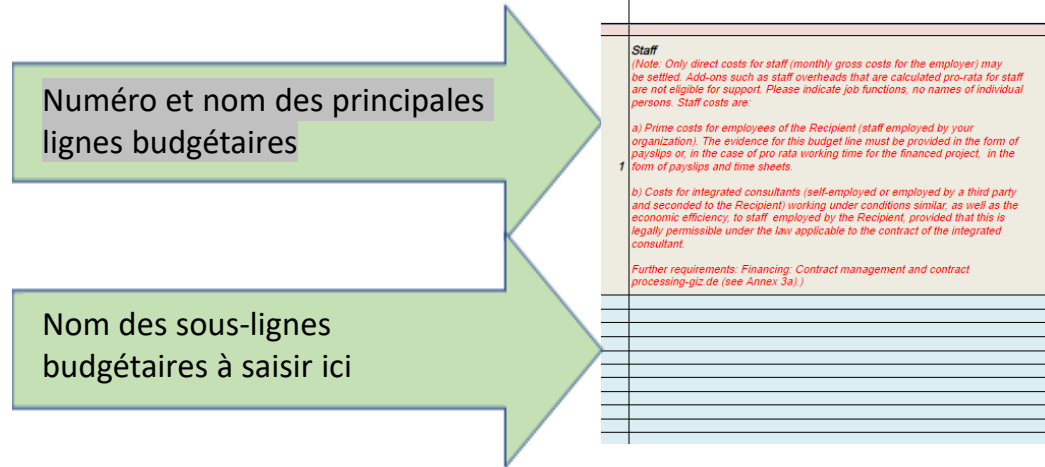 Numéro et nom des principales
lignes budgétaires
Nom des sous-lignes
budgétaires à saisir ici
Staff
(Note: Only direct costs for staff (monthly gross costs for the employer) may
be settled. Add-ons such as staff overheads that are calculated pro-rata for staff
are not eligible for support. Please indicate job functions, no names of individual
persons. Staff costs are:
a) Prime costs for employees of the Recipient (staff employed by your
organization). The evidence for this budget line must be provided in the form of
payslips or, in the case of pro rata working time for the financed project, in the
1 form of payslips and time sheets.
b) Costs for integrated consultants (self-employed or employed by a third party
and seconded to the Recipient) working under conditions similar, as well as the
economic efficiency, to staff employed by the Recipient, provided that this is
legally permissible under the law applicable to the contract of the integrated
consultant.
Further requirements: Financing: Contract management and contract
processing-giz.de (see Annex 3a).)